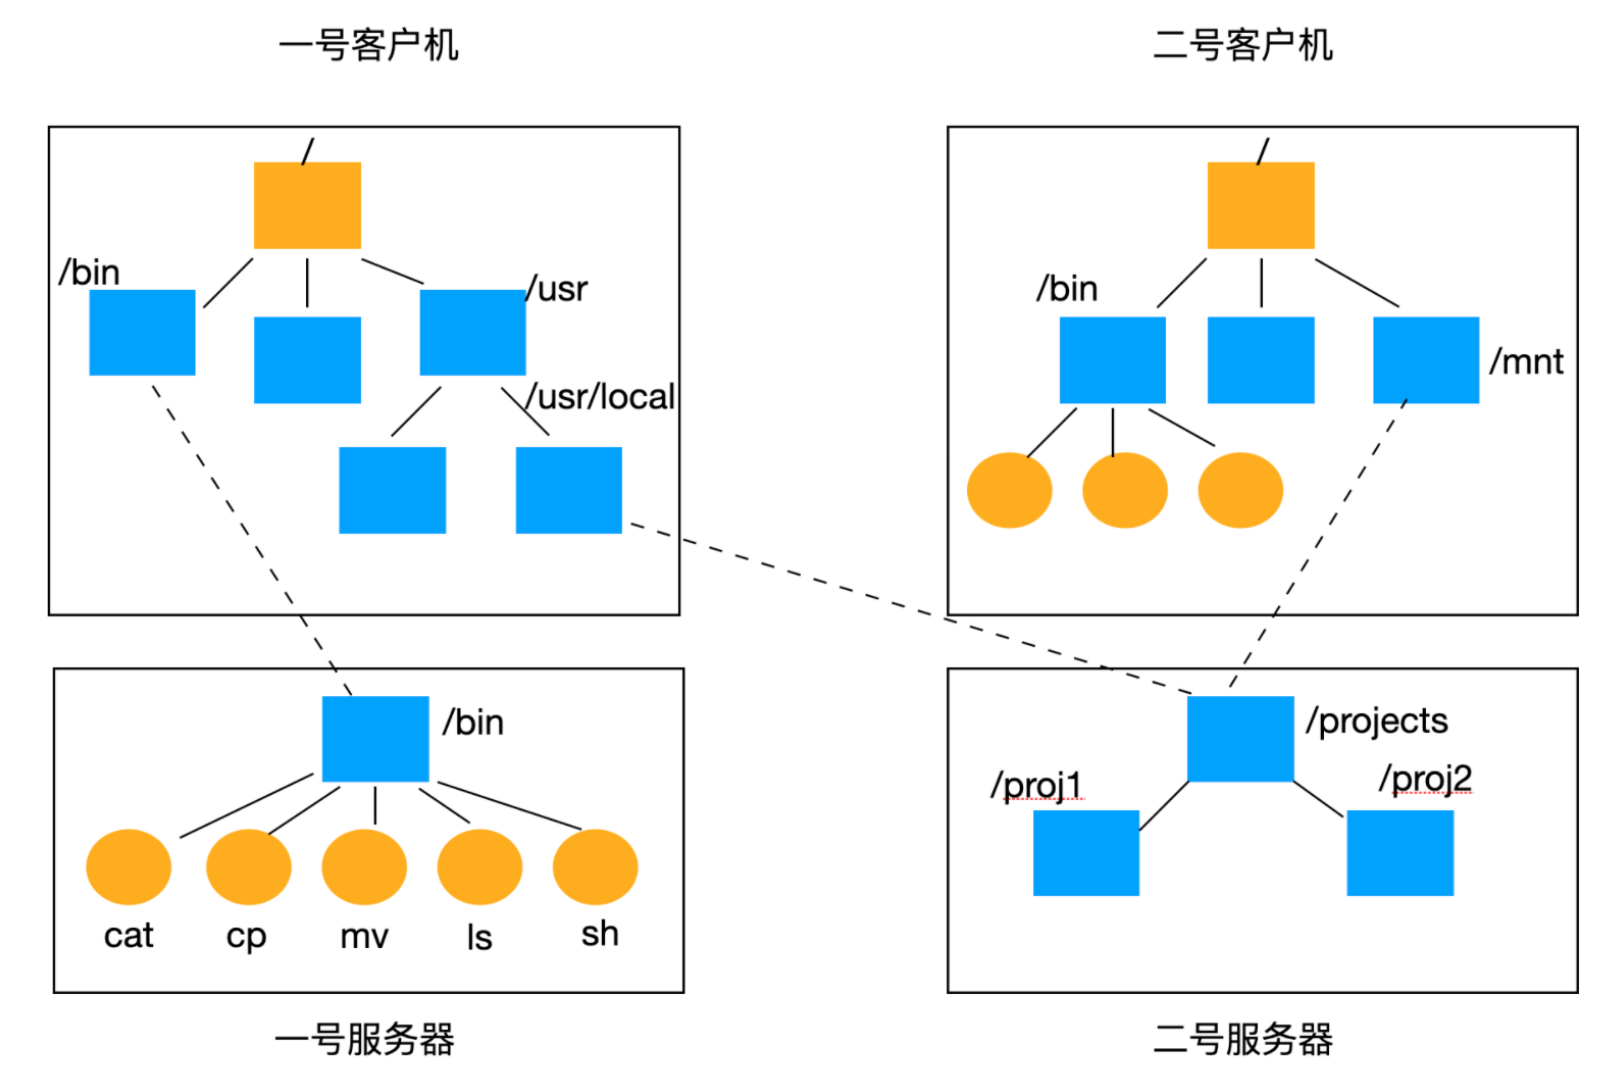 一号客户机
二号客户机
/
/bin
/usr
/usr/local
/
/bin
/mnt
/bin
cat
cp
mv
ls
sh
/projects
/proj1
/proj2
一号服务器
二号服务器